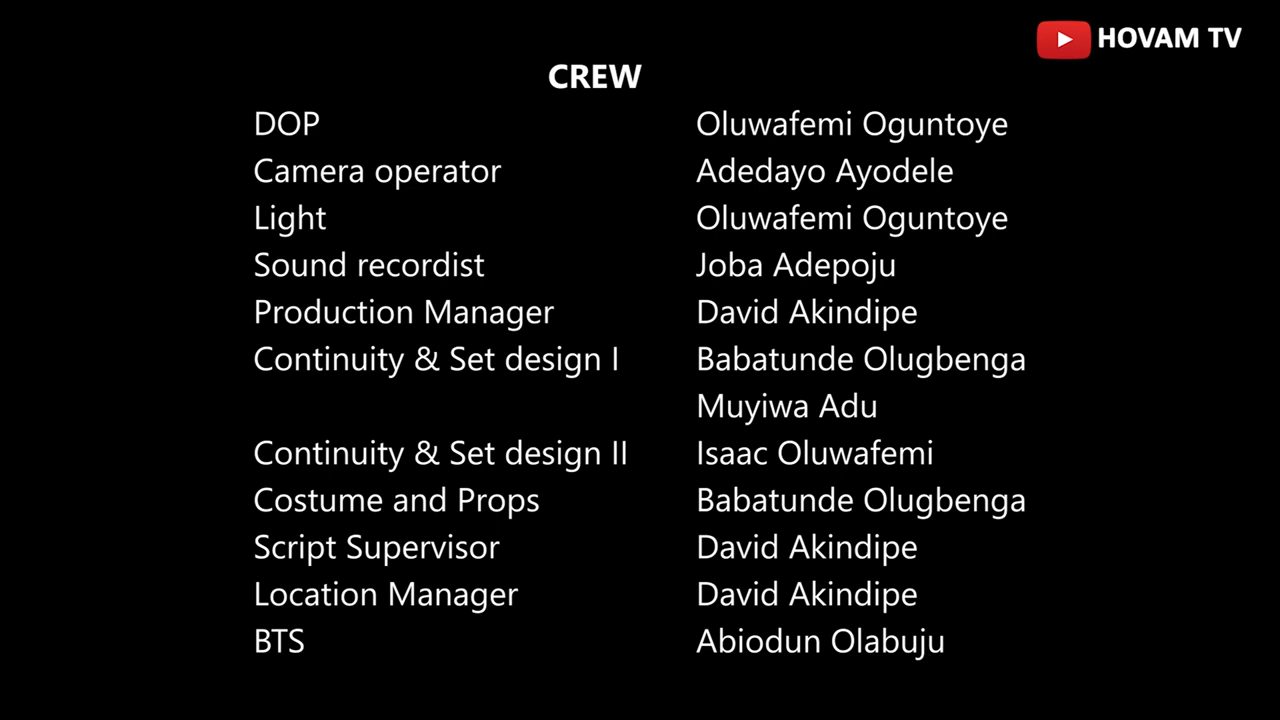 HOVAM TV
CREW
DOP Oluwafemi Oguntoye
Camera operator Adedayo Ayodele
Light Oluwafemi Oguntoye
Sound recordist Joba Adepoju
Production Manager David Akindipe
Continuity & Set design I Babatunde Olugbenga
Muyiwa Adu
Continuity & Set design II Isaac Oluwafemi
Costume and Props Babatunde Olugbenga
Script Supervisor David Akindipe
Location Manager David Akindipe
BTS Abiodun Olabuju